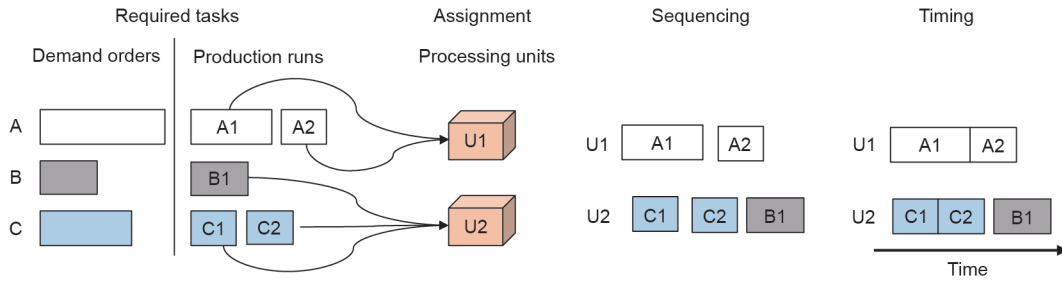 Required tasks Assignment Sequencing Timing
Demand orders Production runs Processing units
A A1 A2 U1 U1 A1 A2 U1 A1 A2
B B1
C C1 C2 U2 U2 C1 C2 B1 U2 C1 C2 B1
Time